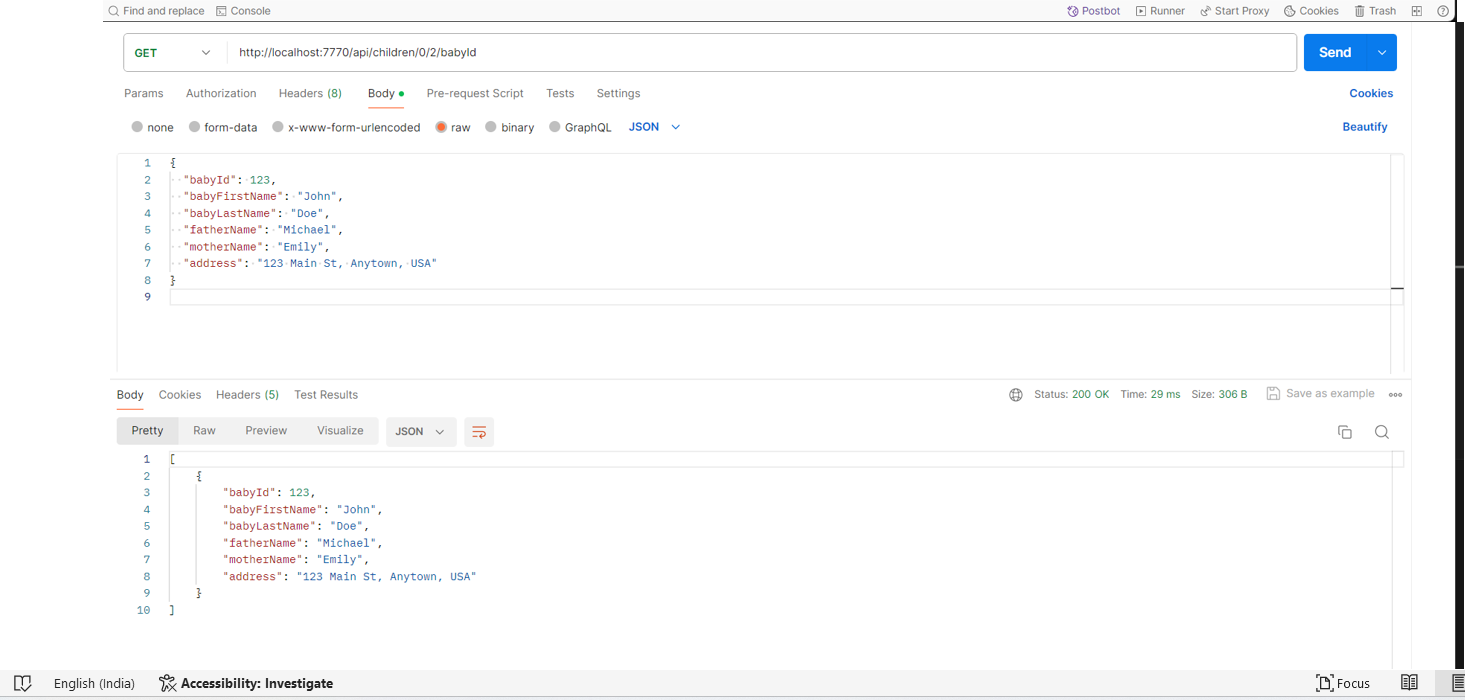 Find and replace Console Postbot Runner Start Proxy Cookies Trash
GET http://localhost:7770/api/children/0/2/babyId Send
Params Authorization Headers (8) Body Pre-request Script Tests Settings Cookies
none form-data x-www-form-urlencoded raw binary GraphQL JSON Beautify
1 {
2 "babyId": 123,
3 "babyFirstName": "John",
4 "babyLastName": "Doe",
5 "fatherName": "Michael",
6 "motherName": "Emily",
7 "address": "123 Main St, Anytown, USA"
8 }
9
Body Cookies Headers (5) Test Results Status: 200 OK Time: 29 ms Size: 306 B Save as example
Pretty Raw Preview Visualize JSON
1 [
2 {
3 "babyId": 123,
4 "babyFirstName": "John",
5 "babyLastName": "Doe",
6 "fatherName": "Michael",
7 "motherName": "Emily",
8 "address": "123 Main St, Anytown, USA"
9 }
10 ]
English (India) Accessibility: Investigate Focus